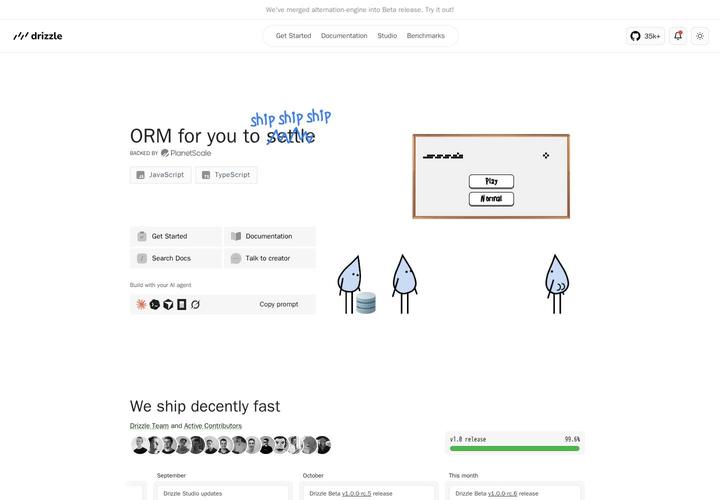 We've merged alternation-engine into Beta release. Try it out!
drizzle
Get Started Documentation Studio Benchmarks
35k+
ship ship ship
ORM for you to settle
BACKED BY PlanetScale
JavaScript TypeScript
Play
Normal
Get Started Documentation
Search Docs Talk to creator
Build with your AI agent
Copy prompt
We ship decently fast
Drizzle Team and Active Contributors
v1.0 release 99.6%
September October This month
Drizzle Studio updates
Drizzle Beta v1.0.0-rc.5 release
Drizzle Beta v1.0.0-rc.6 release